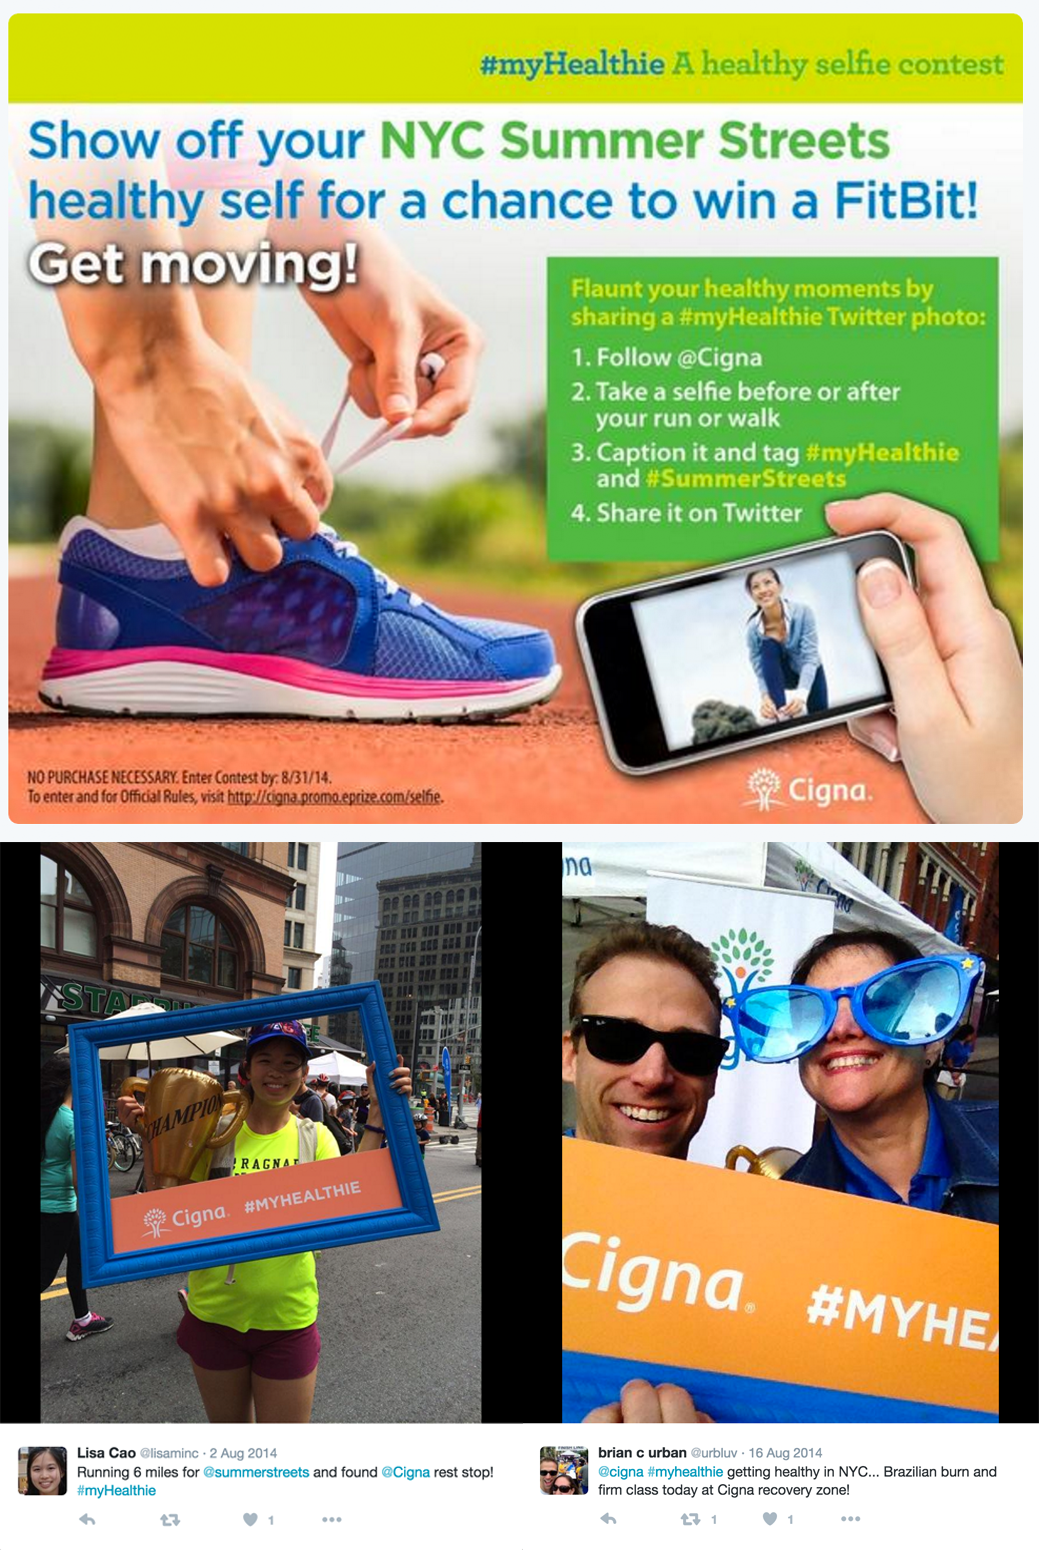 #myHealthie A healthy selfie contest
Show off your NYC Summer Streets
healthy self for a chance to win a FitBit!
Get moving!
Flaunt your healthy moments by
sharing a #myHealthie Twitter photo:
1. Follow @Cigna
2. Take a selfie before or after
your run or walk
3. Caption it and tag #myHealthie
and #SummerStreets
4. Share it on Twitter
NO PURCHASE NECESSARY. Enter Contest by: 8/31/14.
To enter and for Official Rules, visit http://cigna.promo.eprize.com/selfie.
Cigna.
CHAMPION
RAGNAR
Cigna. #MYHEALTHIE
na
Cigna® #MYHEA
Lisa Cao @lisaminc · 2 Aug 2014
Running 6 miles for @summerstreets and found @Cigna rest stop!
#myHealthie
1
brian c urban @urbluv · 16 Aug 2014
@cigna #myhealthie getting healthy in NYC... Brazilian burn and
firm class today at Cigna recovery zone!
1 1